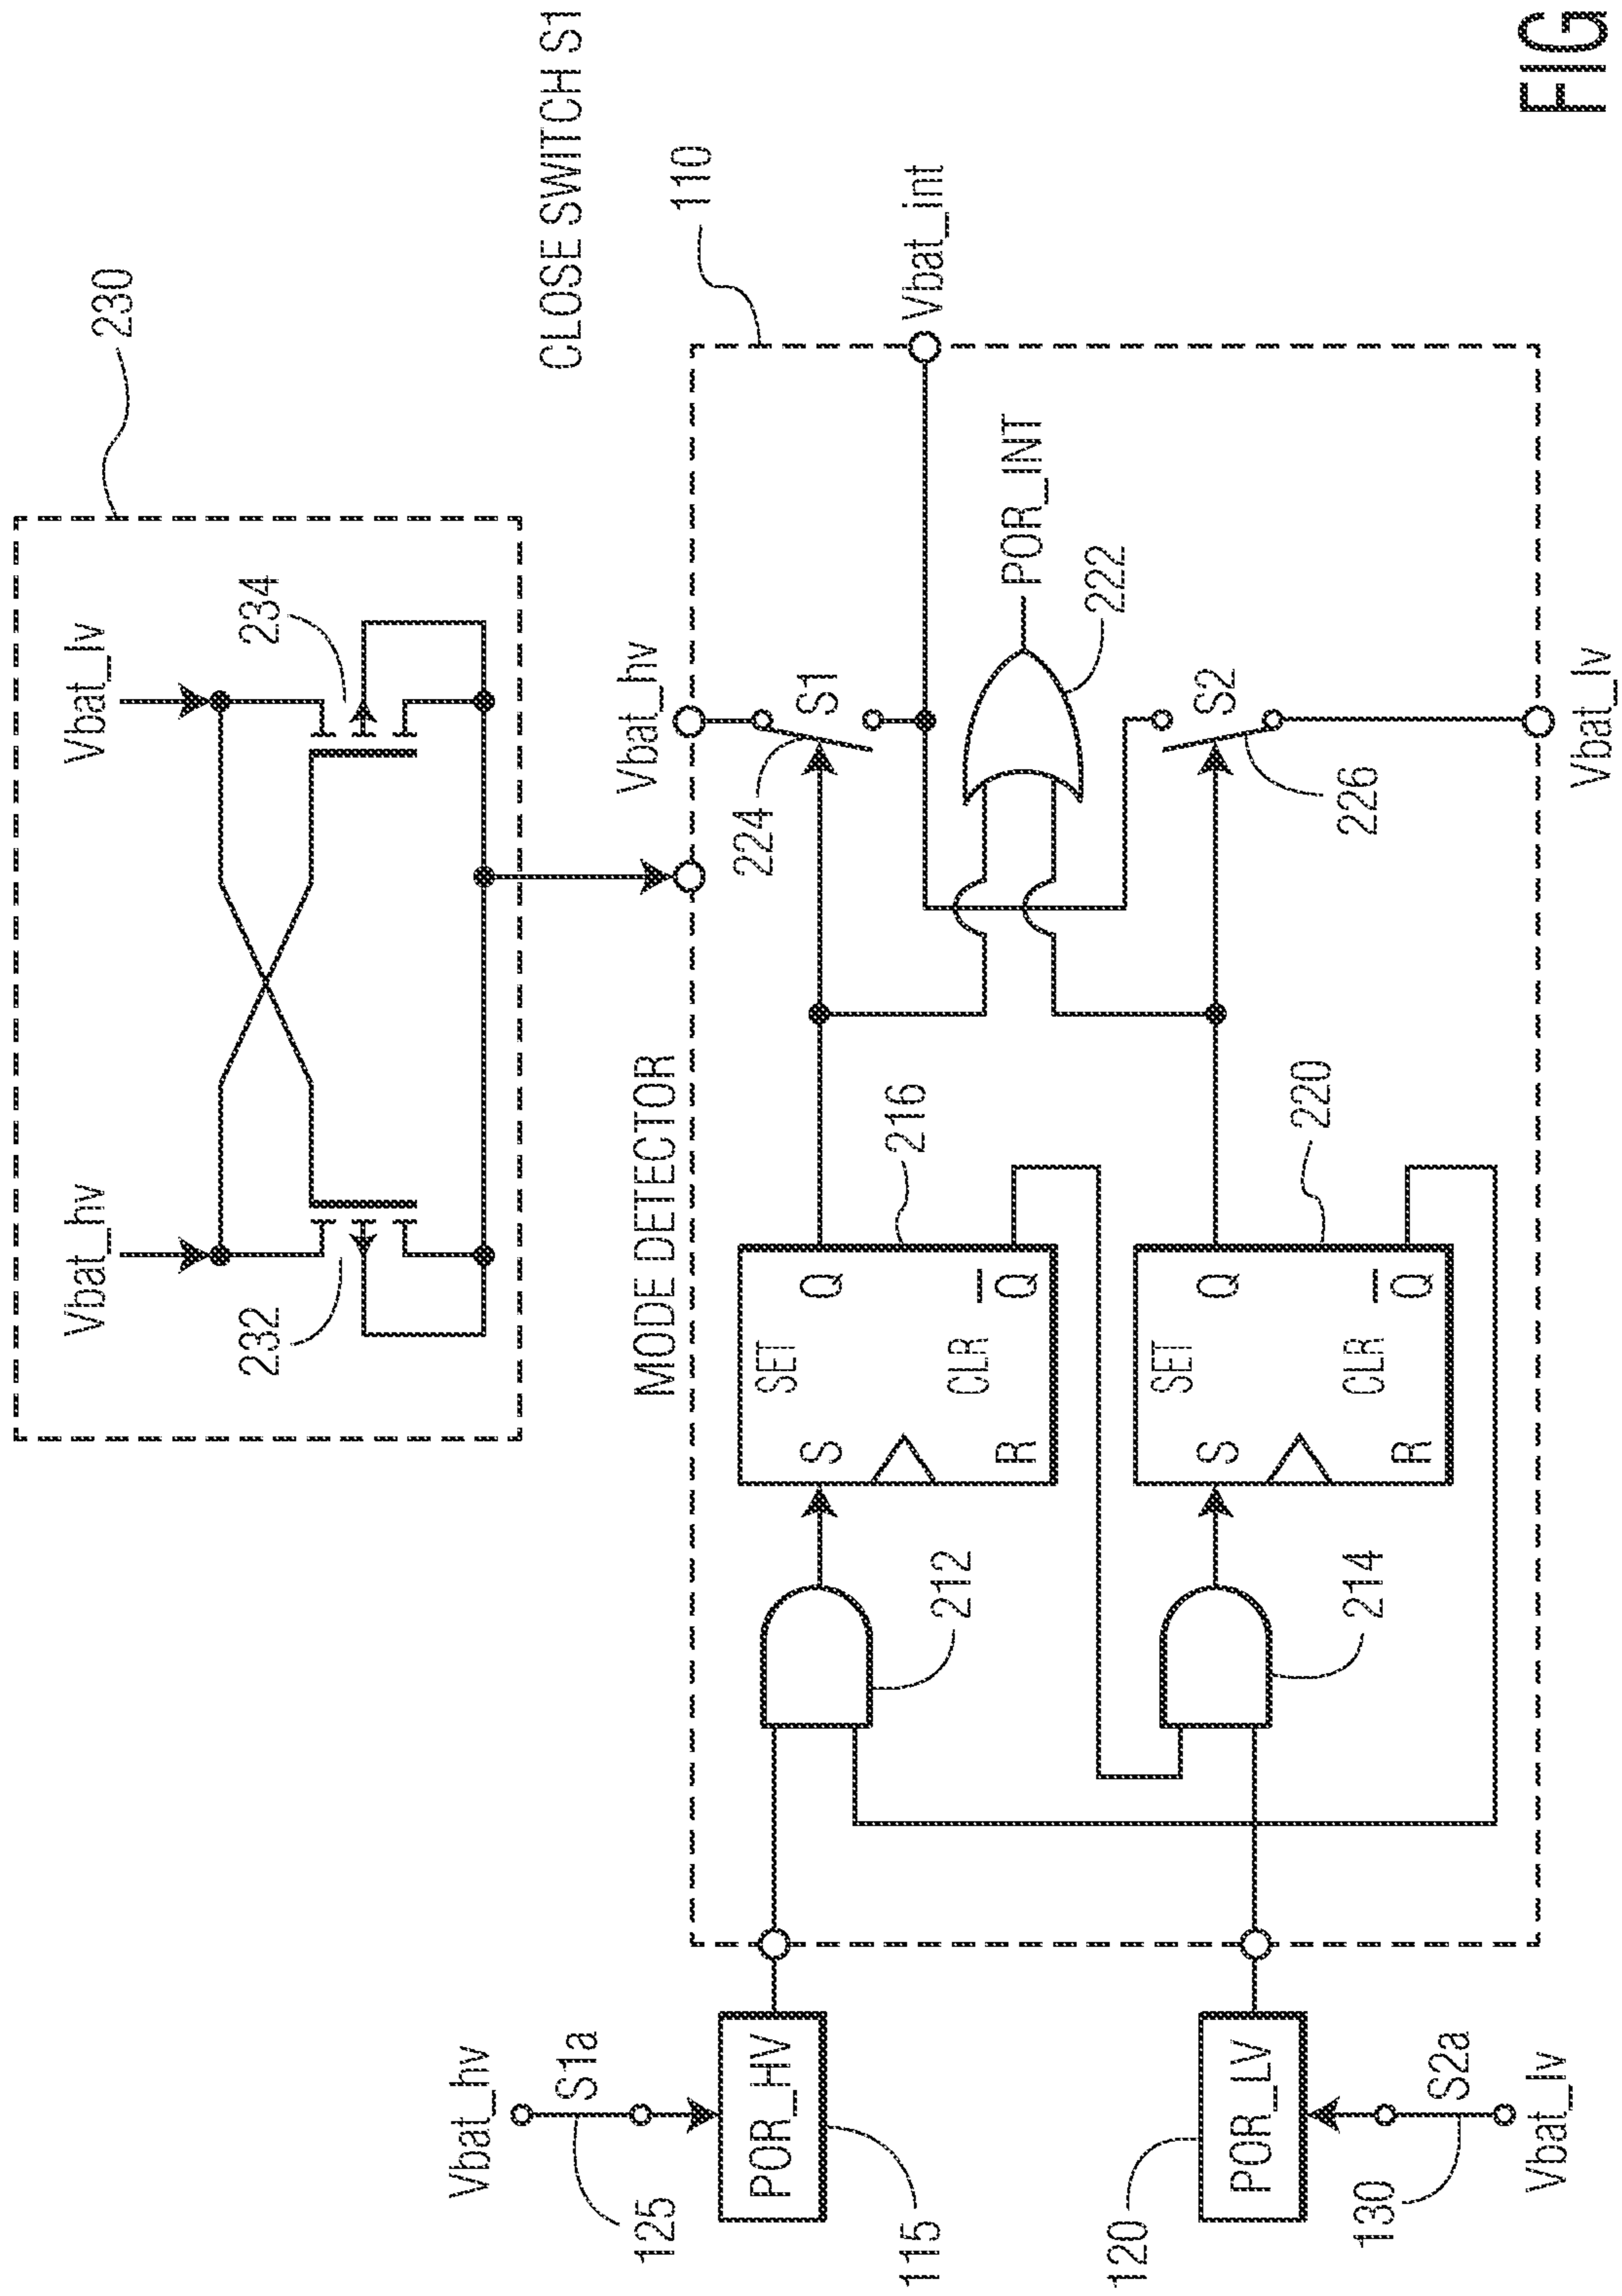 230
Vbat_hv
Vbat_lv
232
234
CLOSE SWITCH S1
MODE DETECTOR
Vbat_hv
110
Vbat_hv
S1a
125
POR_HV
115
212
SET
S
Q
CLR
R
Q
216
224
S1
Vbat_int
POR_INT
222
120
POR_LV
S2a
130
Vbat_lv
214
SET
S
Q
CLR
R
Q
220
S2
226
Vbat_lv
FIG